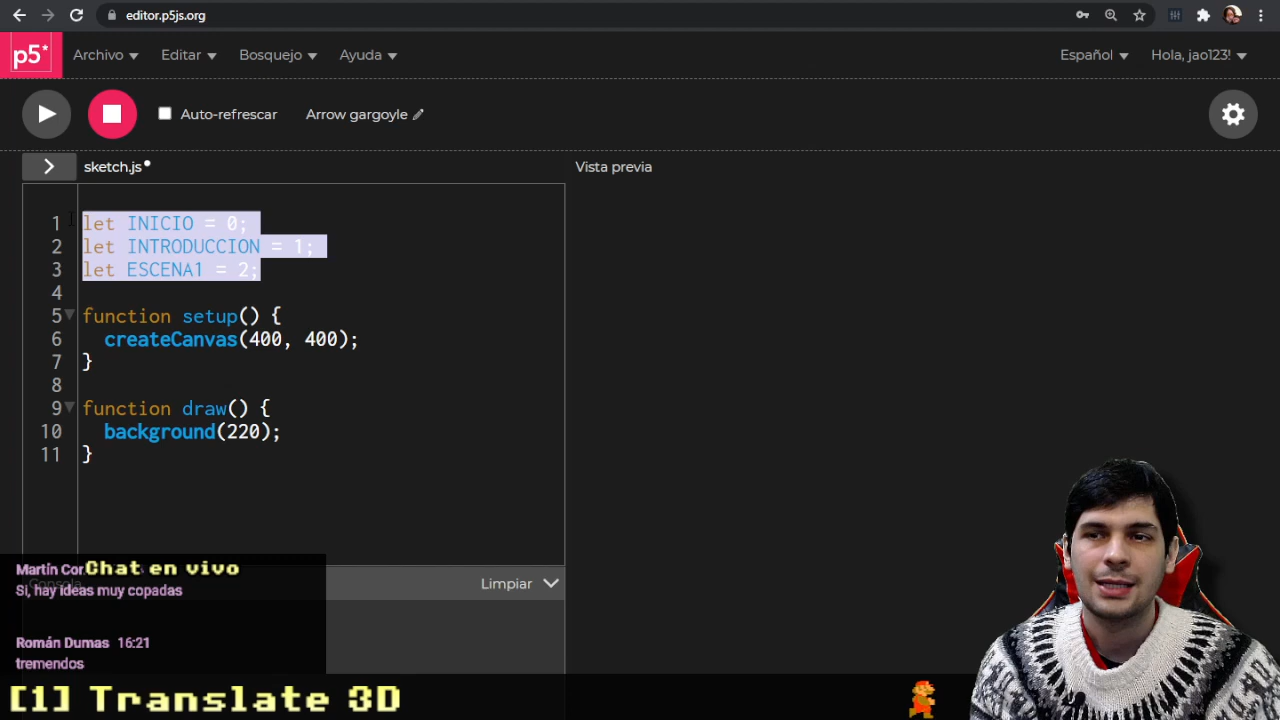 editor.p5js.org
p5* Archivo Editar Bosquejo Ayuda Español Hola, jao123!
Auto-refrescar Arrow gargoyle
sketch.js Vista previa
1 let INICIO = 0;
2 let INTRODUCCION = 1;
3 let ESCENA1 = 2;
4
5 function setup() {
6 createCanvas(400, 400);
7 }
8
9 function draw() {
10 background(220);
11 }
Martín Cor Chat en vivo
Si, hay ideas muy copadas
Consola Limpiar
Román Dumas 16:21
tremendos
[1] Translate 3D